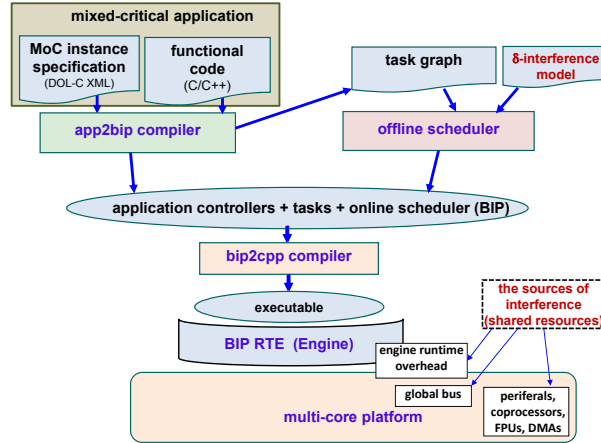 mixed-critical application
MoC instance
specification
(DOL-C XML)
functional
code
(C/C++)
task graph
δ-interference
model
app2bip compiler
offline scheduler
application controllers + tasks + online scheduler (BIP)
bip2cpp compiler
executable
the sources of
interference
(shared resources)
BIP RTE (Engine)
engine runtime
overhead
global bus
periferals,
coprocessors,
FPUs, DMAs
multi-core platform